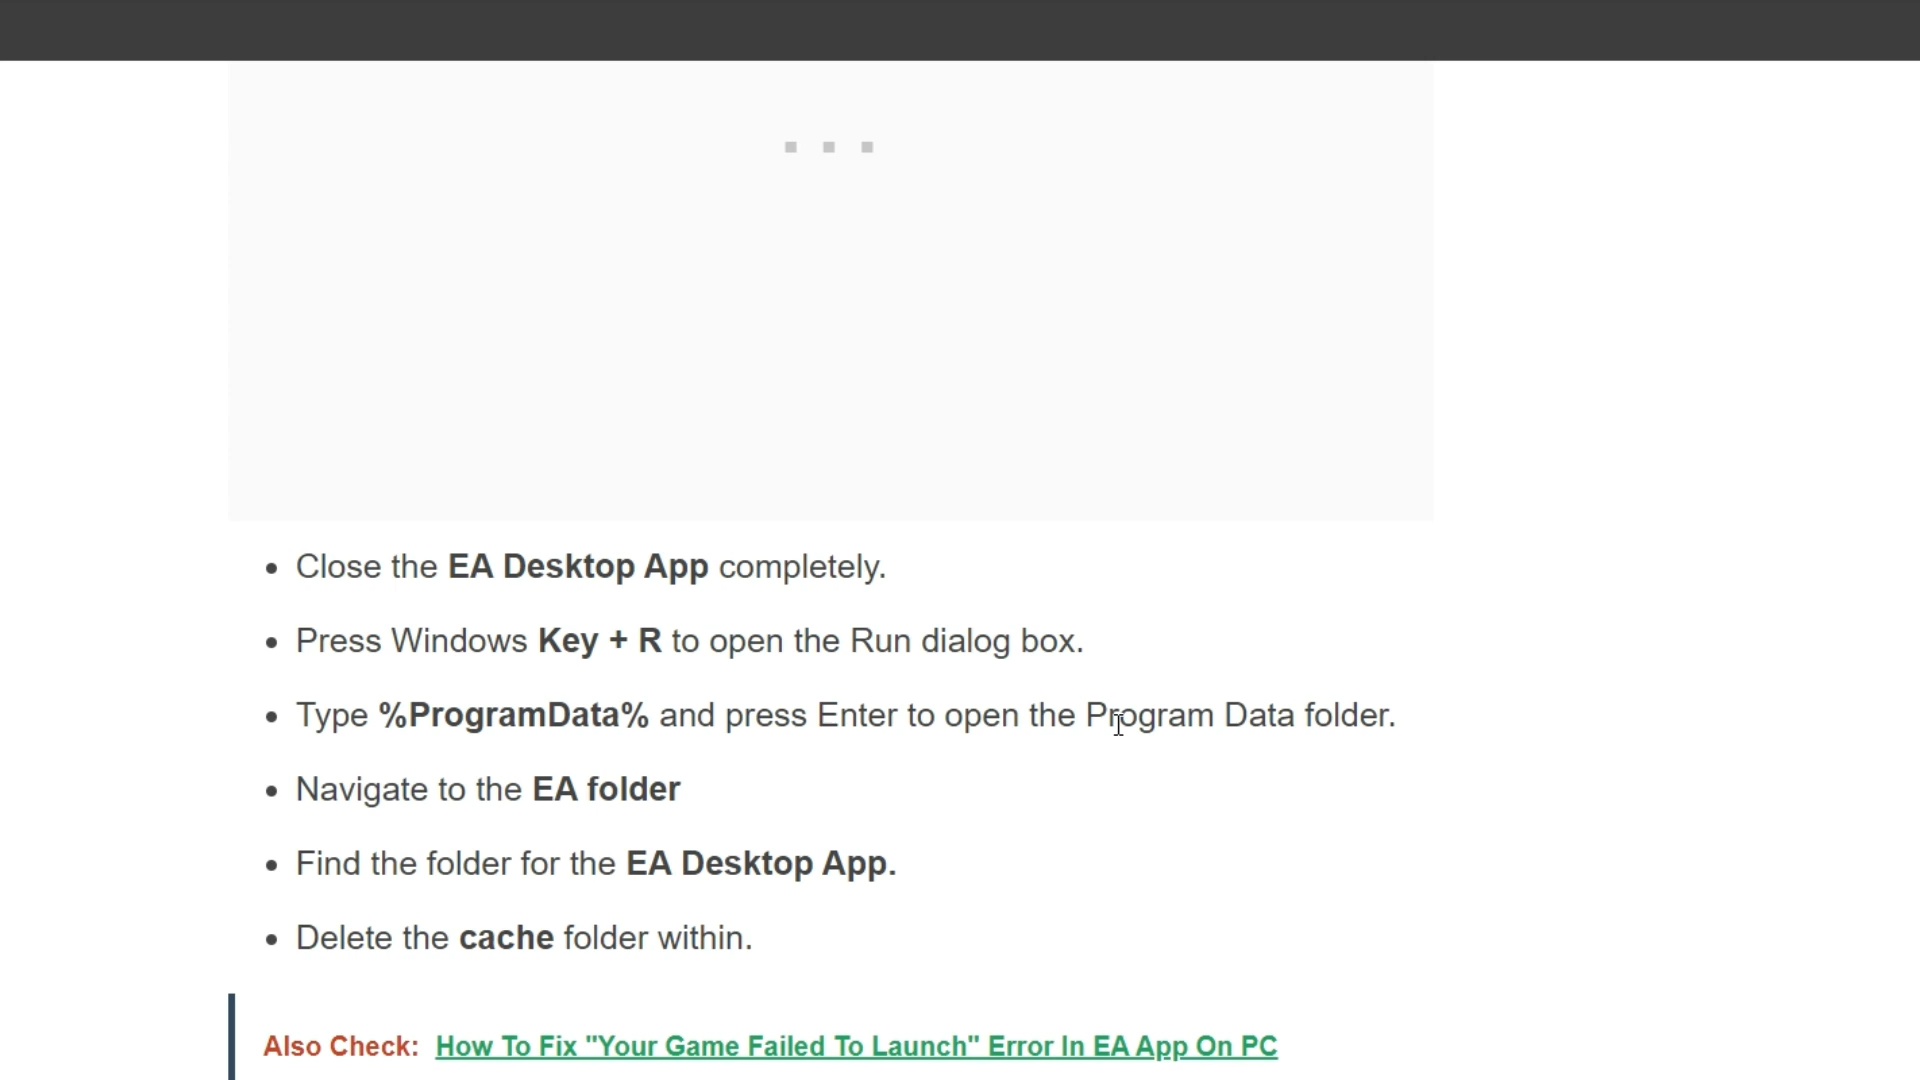 Close the EA Desktop App completely.
Press Windows Key + R to open the Run dialog box.
Type %ProgramData% and press Enter to open the Program Data folder.
Navigate to the EA folder
Find the folder for the EA Desktop App.
Delete the cache folder within.
Also Check: How To Fix "Your Game Failed To Launch" Error In EA App On PC